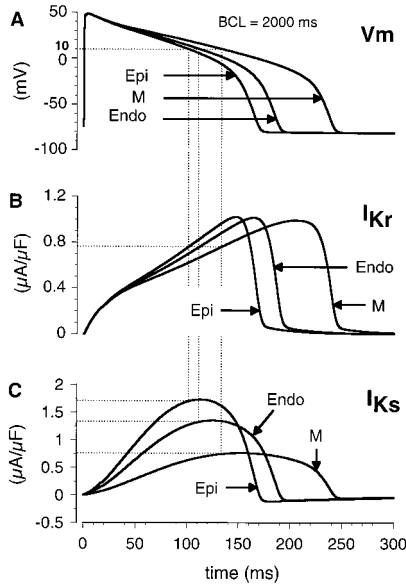 A
BCL = 2000 ms
Vm
50
10
0
-50
-100
(mV)
Epi
M
Endo
B
IKr
1.2
0.8
0.4
0
(µA/µF)
Endo
Epi
M
C
IKs
2
1.5
1
0.5
0
-0.5
(µA/µF)
Endo
M
Epi
0 50 100 150 200 250 300
time (ms)